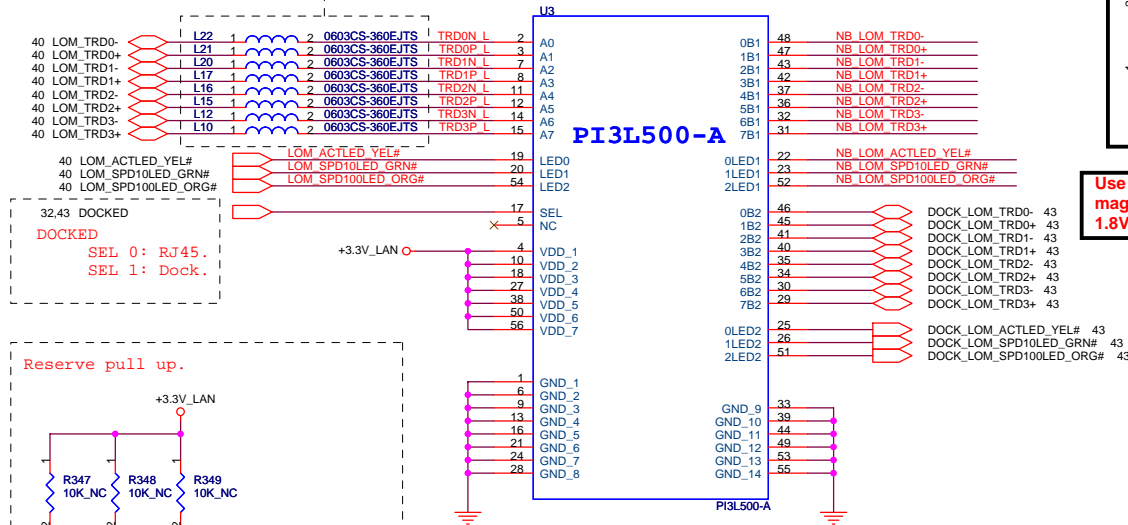 U3
PI3L500-A
40 LOM_TRD0- L22 1 2 0603CS-360EJTS TRD0N_L 2 A0 0B1 48 NB_LOM_TRD0-
40 LOM_TRD0+ L21 1 2 0603CS-360EJTS TRD0P_L 3 A1 1B1 47 NB_LOM_TRD0+
40 LOM_TRD1- L20 1 2 0603CS-360EJTS TRD1N_L 7 A2 2B1 43 NB_LOM_TRD1-
40 LOM_TRD1+ L17 1 2 0603CS-360EJTS TRD1P_L 8 A3 3B1 42 NB_LOM_TRD1+
40 LOM_TRD2- L16 1 2 0603CS-360EJTS TRD2N_L 11 A4 4B1 37 NB_LOM_TRD2-
40 LOM_TRD2+ L15 1 2 0603CS-360EJTS TRD2P_L 12 A5 5B1 36 NB_LOM_TRD2+
40 LOM_TRD3- L12 1 2 0603CS-360EJTS TRD3N_L 14 A6 6B1 32 NB_LOM_TRD3-
40 LOM_TRD3+ L10 1 2 0603CS-360EJTS TRD3P_L 15 A7 7B1 31 NB_LOM_TRD3+
40 LOM_ACTLED_YEL# LOM_ACTLED_YEL# 19 LED0 0LED1 22 NB_LOM_ACTLED_YEL#
40 LOM_SPD10LED_GRN# LOM_SPD10LED_GRN# 20 LED1 1LED1 23 NB_LOM_SPD10LED_GRN#
40 LOM_SPD100LED_ORG# LOM_SPD100LED_ORG# 54 LED2 2LED1 52 NB_LOM_SPD100LED_ORG#
Use
mag
1.8V
32,43 DOCKED 17 SEL 0B2 46 DOCK_LOM_TRD0- 43
5 NC 1B2 45 DOCK_LOM_TRD0+ 43
DOCKED
SEL 0: RJ45.
SEL 1: Dock.
2B2 41 DOCK_LOM_TRD1- 43
+3.3V_LAN 4 VDD_1 3B2 40 DOCK_LOM_TRD1+ 43
10 VDD_2 4B2 35 DOCK_LOM_TRD2- 43
18 VDD_3 5B2 34 DOCK_LOM_TRD2+ 43
27 VDD_4 6B2 30 DOCK_LOM_TRD3- 43
38 VDD_5 7B2 29 DOCK_LOM_TRD3+ 43
50 VDD_6
56 VDD_7 0LED2 25 DOCK_LOM_ACTLED_YEL# 43
1LED2 26 DOCK_LOM_SPD10LED_GRN# 43
2LED2 51 DOCK_LOM_SPD100LED_ORG# 43
Reserve pull up.
+3.3V_LAN
1 GND_1
6 GND_2
9 GND_3 GND_9 33
13 GND_4 GND_10 39
16 GND_5 GND_11 44
21 GND_6 GND_12 49
24 GND_7 GND_13 53
28 GND_8 GND_14 55
1 1 1
R347 R348 R349
10K_NC 10K_NC 10K_NC
PI3L500-A